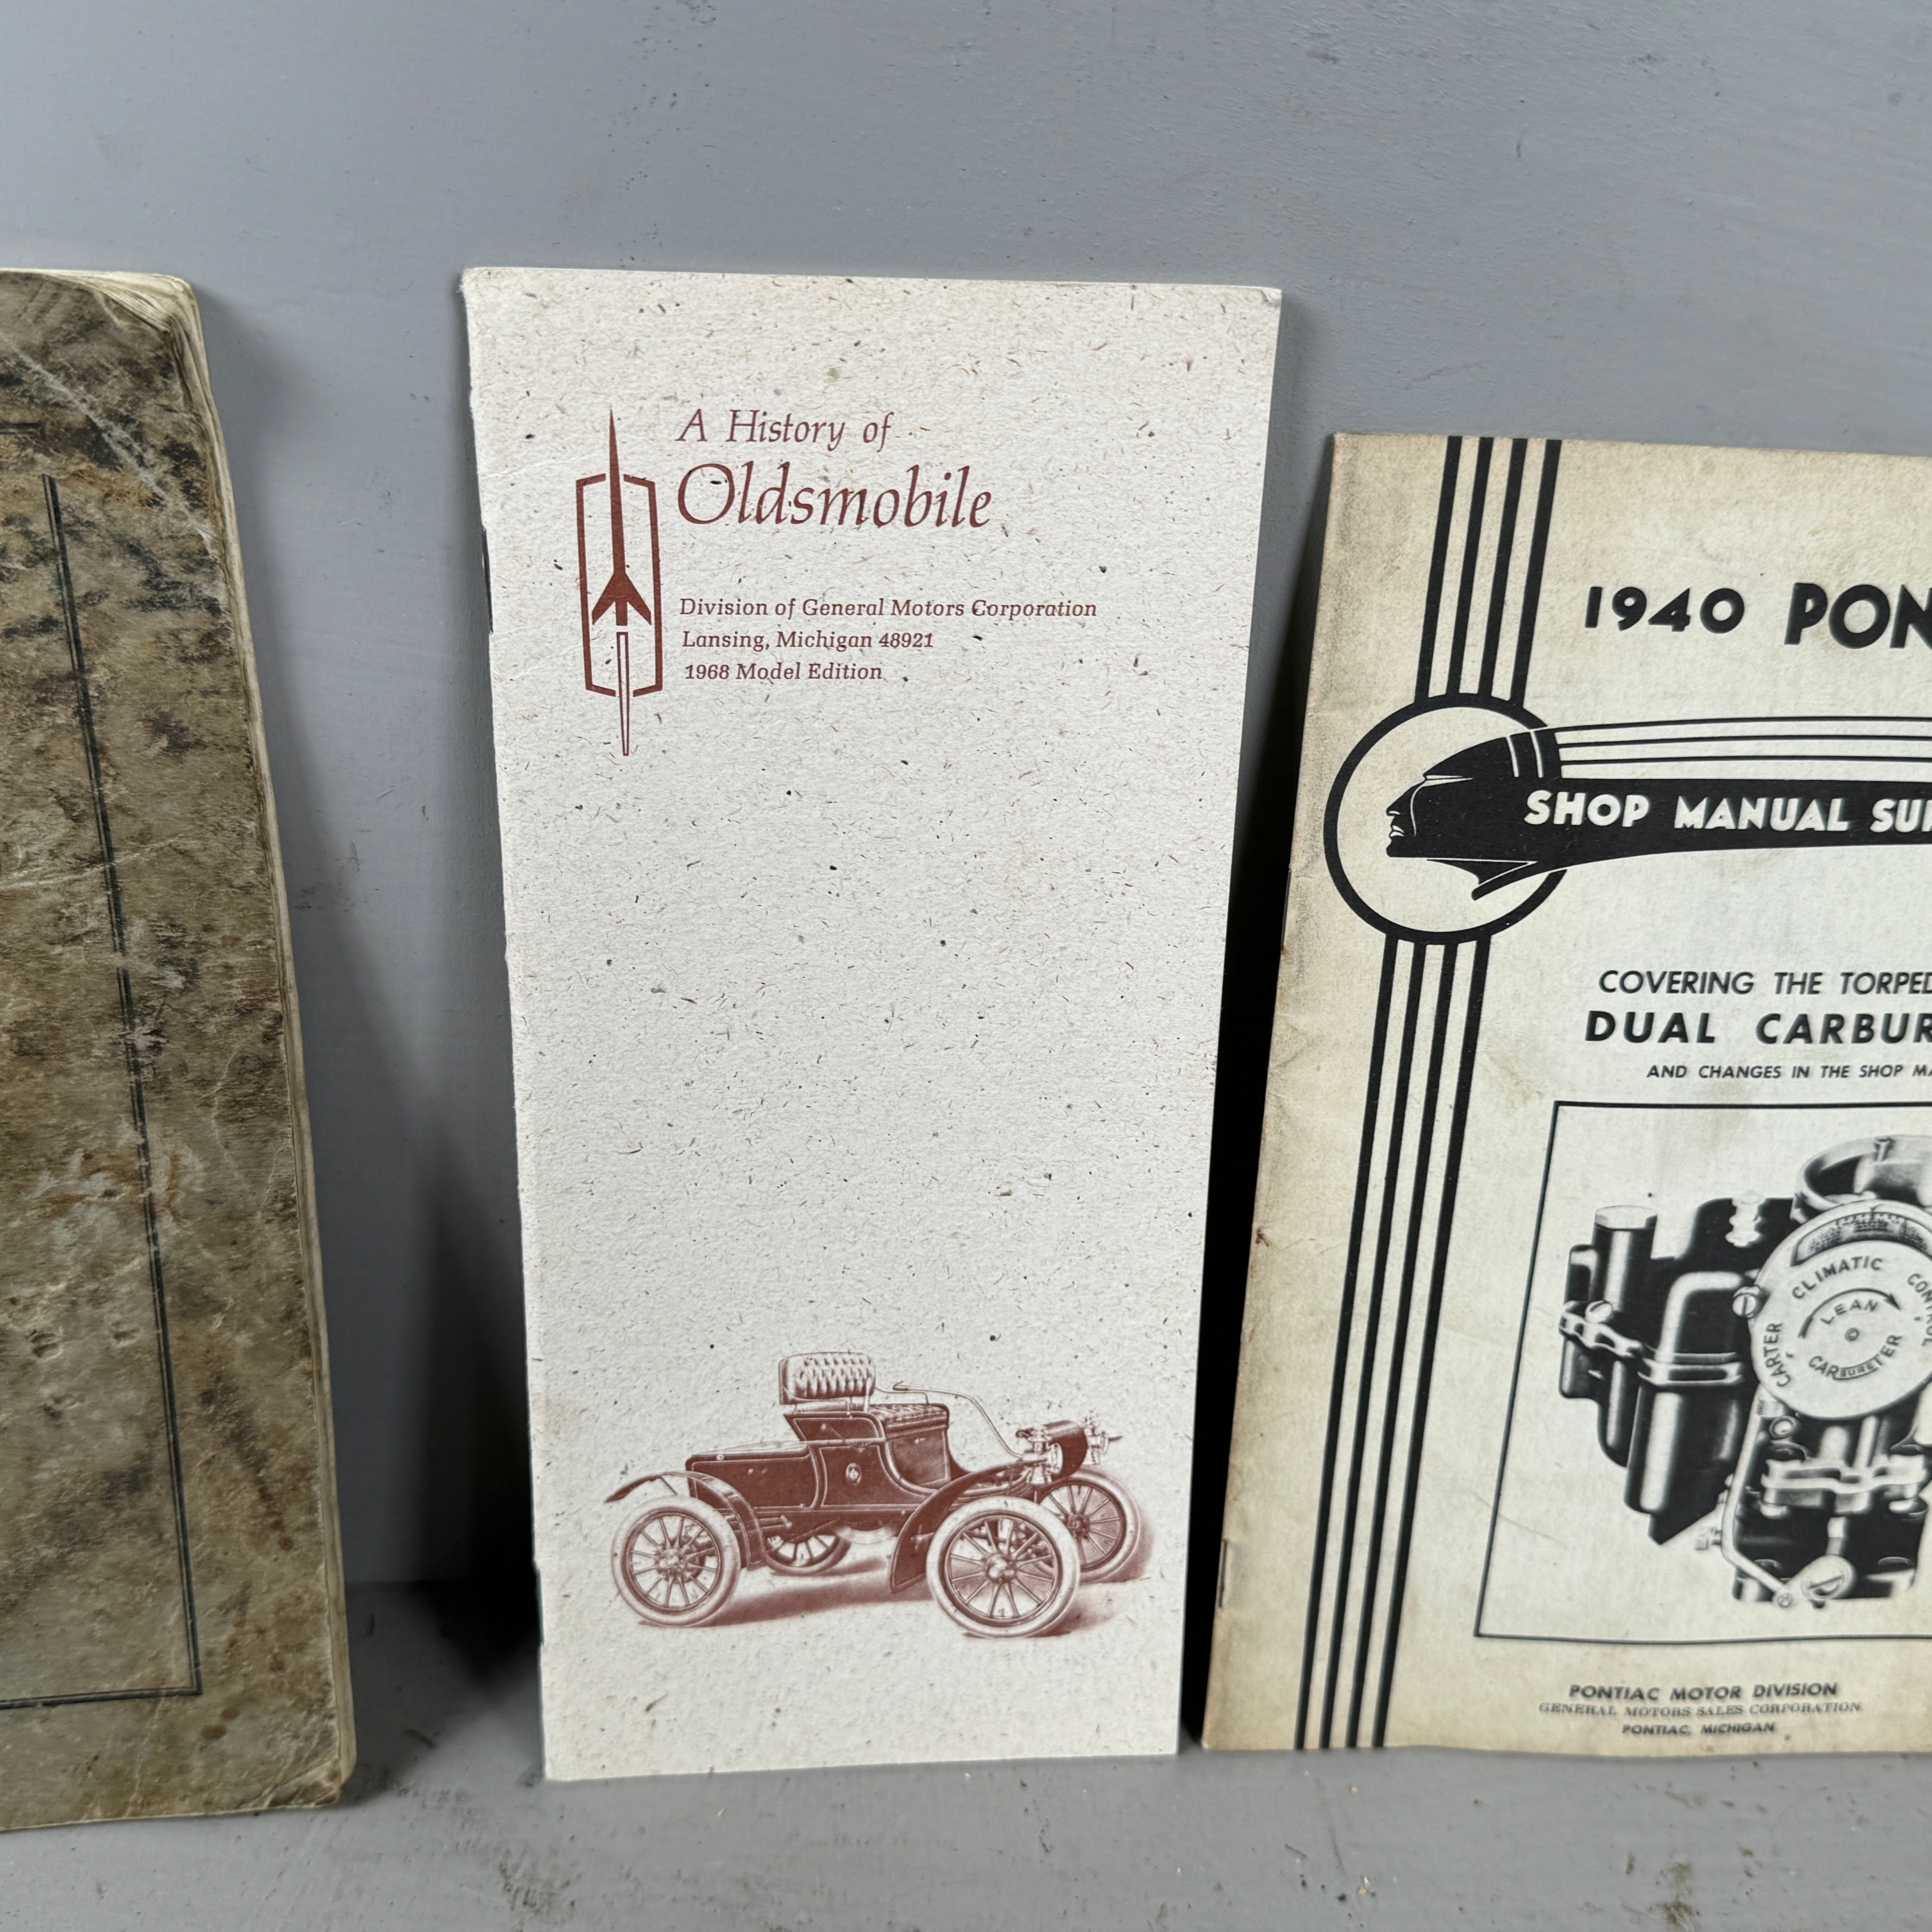 A History of
Oldsmobile
Division of General Motors Corporation
Lansing, Michigan 48921
1968 Model Edition
1940 PON
SHOP MANUAL SUP
COVERING THE TORPED
DUAL CARBUR
AND CHANGES IN THE SHOP MA
CLIMATIC CONTROL
LEAN
©
CARTER CARBURETER
PONTIAC MOTOR DIVISION
GENERAL MOTORS SALES CORPORATION
PONTIAC, MICHIGAN